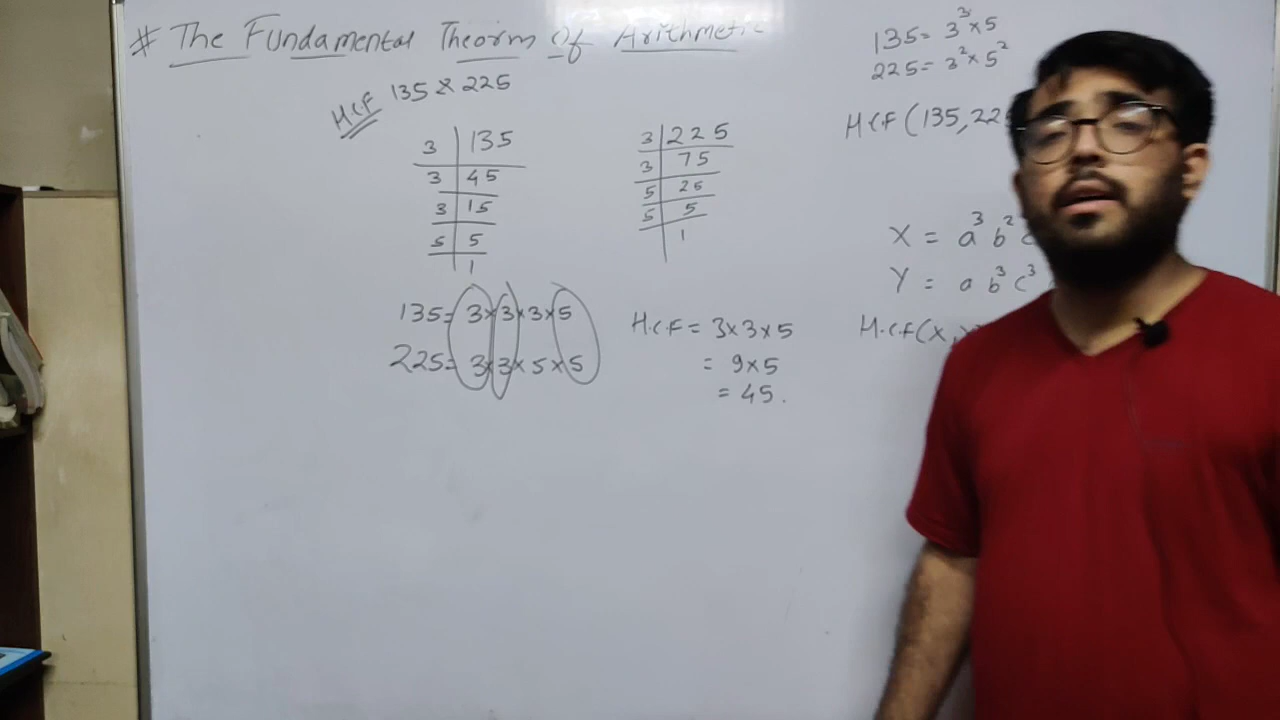 # The Fundamental Theorm Of Arithmetic
HCF 135 & 225
3 | 135
3 | 45
3 | 15
5 | 5
1
3 | 225
3 | 75
5 | 25
5 | 5
1
135= 3×3×3×5
225= 3×3×5×5
H.C.F = 3×3×5
= 9×5
= 45.
135= 3³×5
225= 3²×5²
H.C.F (135,22
X = a³ b²
Y = a b³ c³
H.C.F(X,